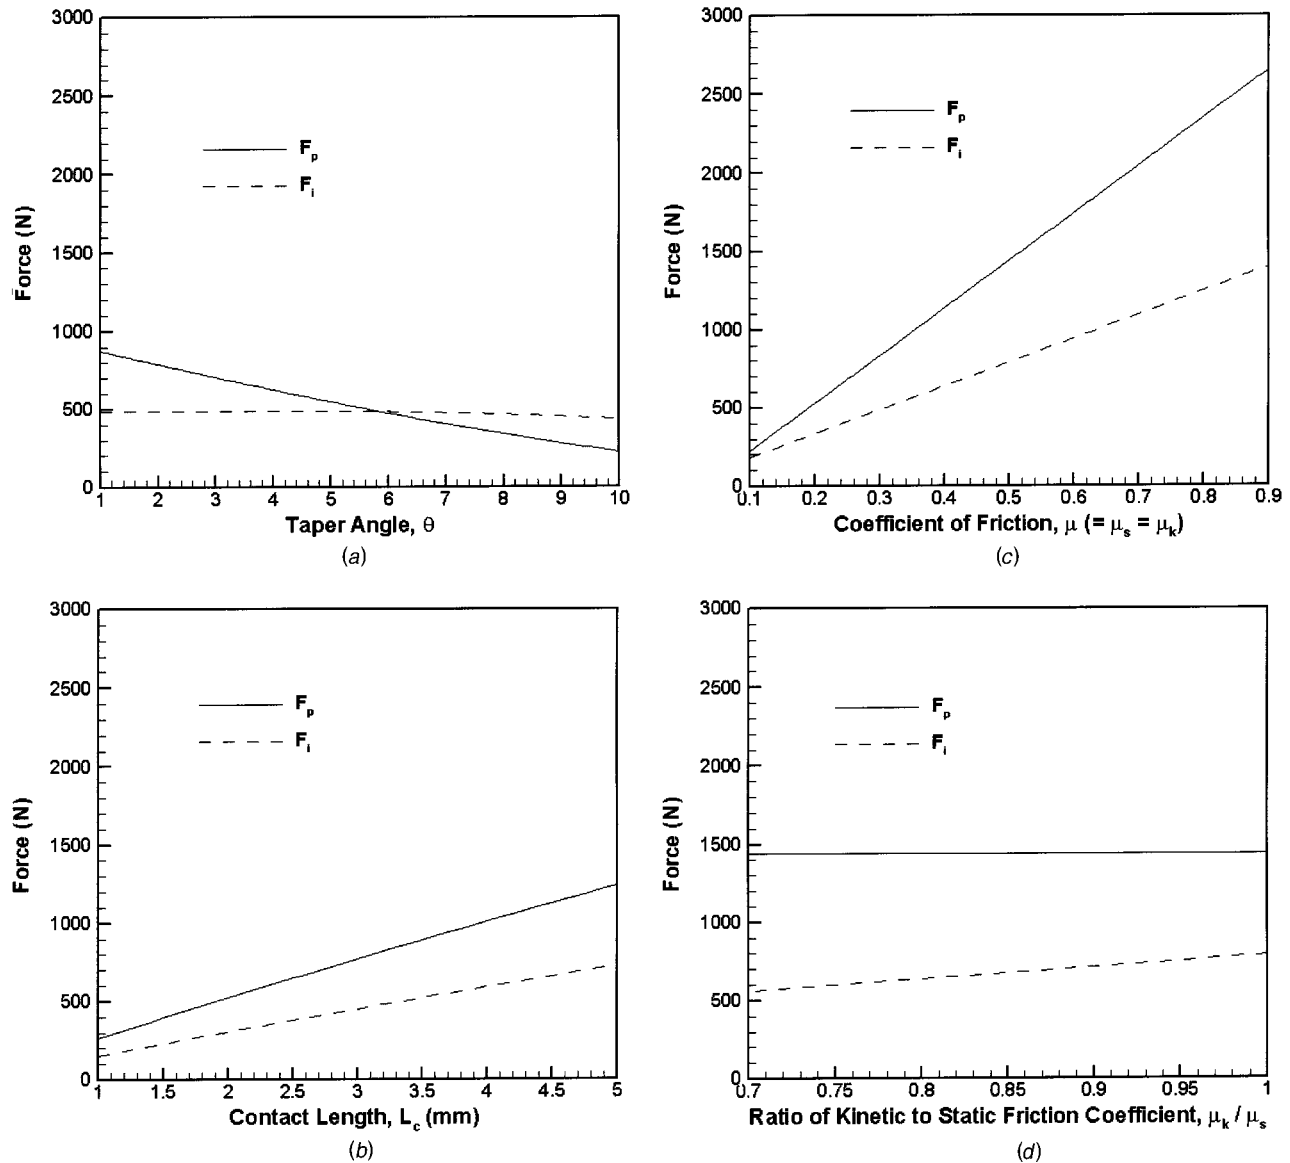 3000
2500
2000
1500
1000
500
0
Force (N)
F_p
F_i
1 2 3 4 5 6 7 8 9 10
Taper Angle, θ
(a)
3000
2500
2000
1500
1000
500
0
Force (N)
F_p
F_i
0.1 0.2 0.3 0.4 0.5 0.6 0.7 0.8 0.9
Coefficient of Friction, μ (= μ_s = μ_k)
(c)
3000
2500
2000
1500
1000
500
0
Force (N)
F_p
F_i
1 1.5 2 2.5 3 3.5 4 4.5 5
Contact Length, L_c (mm)
(b)
3000
2500
2000
1500
1000
500
0
Force (N)
F_p
F_i
0.7 0.75 0.8 0.85 0.9 0.95 1
Ratio of Kinetic to Static Friction Coefficient, μ_k / μ_s
(d)